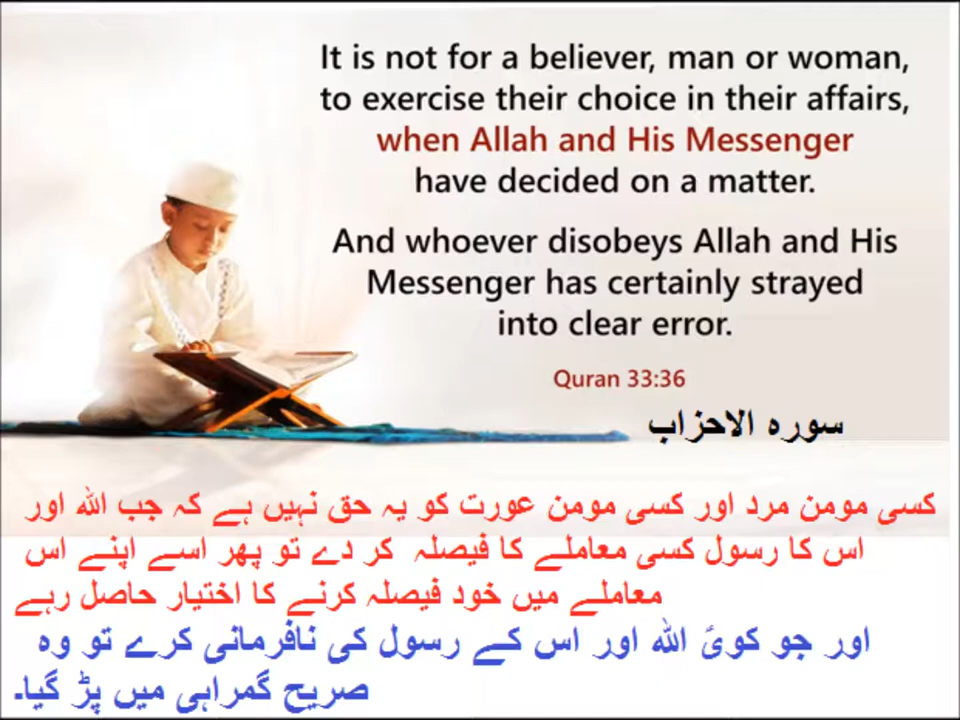 It is not for a believer, man or woman,
to exercise their choice in their affairs,
when Allah and His Messenger
have decided on a matter.
And whoever disobeys Allah and His
Messenger has certainly strayed
into clear error.
Quran 33:36
سوره الاحزاب
کسی مومن مرد اور کسی مومن عورت کو یہ حق نہیں ہے کہ جب الله اور
اس کا رسول کسی معاملے کا فیصلہ کر دے تو پھر اسے اپنے اس
معاملے میں خود فیصلہ کرنے کا اختیار حاصل رہے
اور جو کوئ الله اور اس کے رسول کی نافرمانی کرے تو وہ
صریح گمراہی میں پڑ گیا۔